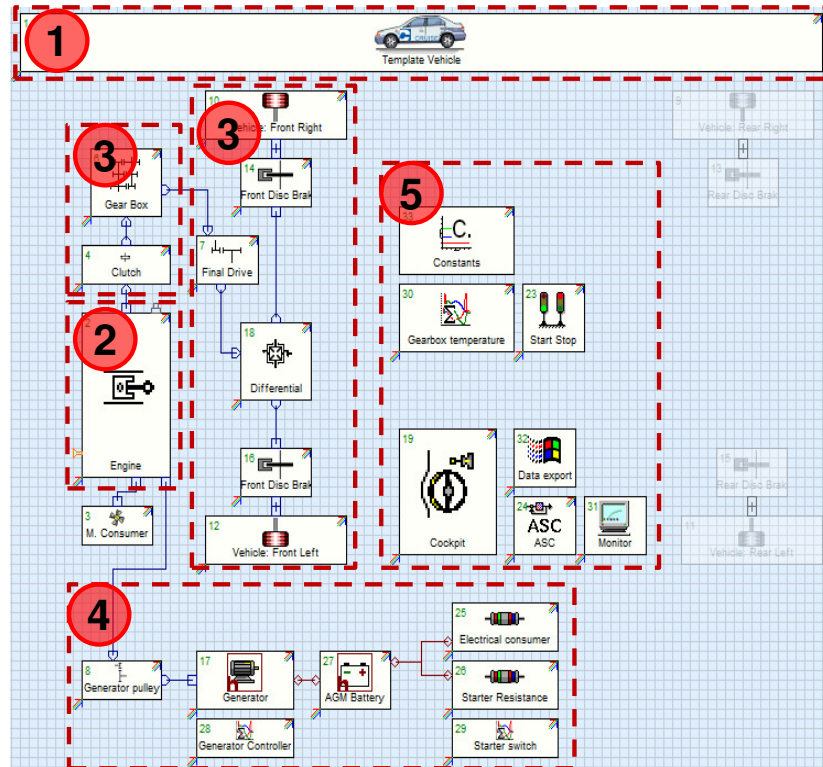 1
CRUISE
Template Vehicle
10
Vehicle: Front Right
9
Vehicle: Rear Right
3
3
14
Front Disc Brak
13
Rear Disc Brak
5
Gear Box
33
C.
Constants
7
Final Drive
4
Clutch
30
Gearbox temperature
23
Start Stop
2
2
Engine
18
Differential
19
Cockpit
32
Data export
16
Front Disc Brak
15
Rear Disc Brak
24
ASC
ASC
31
Monitor
3
M. Consumer
12
Vehicle: Front Left
11
Vehicle: Rear Left
4
25
Electrical consumer
8
Generator pulley
17
h
Generator
27
h
AGM Battery
26
Starter Resistance
28
Generator Controller
29
Starter switch